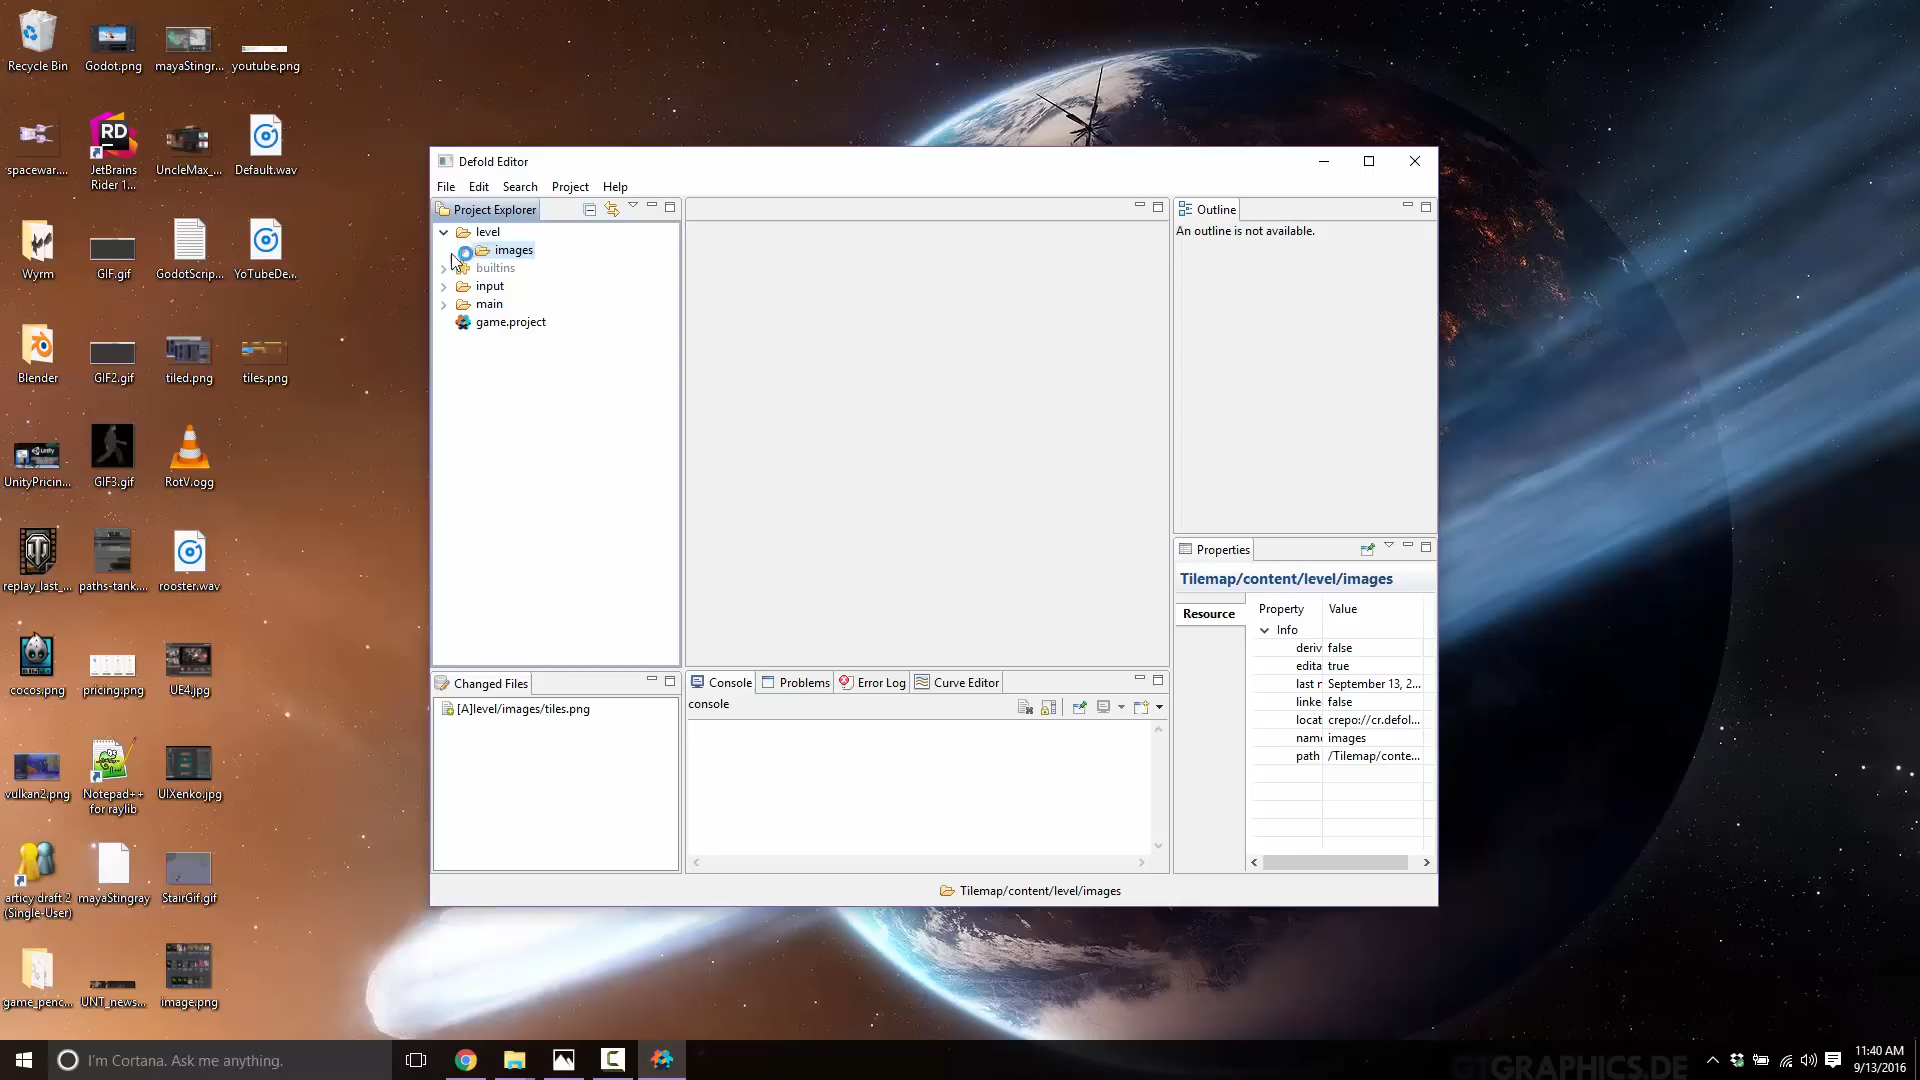 Recycle Bin
Godot.png
mayaStingr...
youtube.png
spacewar....
RD
JetBrains
Rider 1...
UncleMax_...
Default.wav
Wyrm
GIF.gif
GodotScrip...
YoTubeDe...
Blender
GIF2.gif
tiled.png
tiles.png
UnityPricin...
GIF3.gif
RotV.ogg
replay_last_...
paths-tank....
rooster.wav
cocos.png
pricing.png
UE4.jpg
vulkan2.png
Notepad++
for raylib
UIXenko.jpg
articy draft 2
(Single-User)
mayaStingray
StairGif.gif
game_penc...
UNT_news...
image.png
Defold Editor
File Edit Search Project Help
Project Explorer
level
images
builtins
input
main
game.project
Outline
An outline is not available.
Properties
Tilemap/content/level/images
Resource
Property Value
Info
deriv false
edita true
last r September 13, 2...
linke false
locat crepo://cr.defol...
name images
path /Tilemap/conte...
Changed Files
[A]level/images/tiles.png
Console Problems Error Log Curve Editor
console
Tilemap/content/level/images
GTGRAPHICS.DE
I'm Cortana. Ask me anything.
11:40 AM
9/13/2016